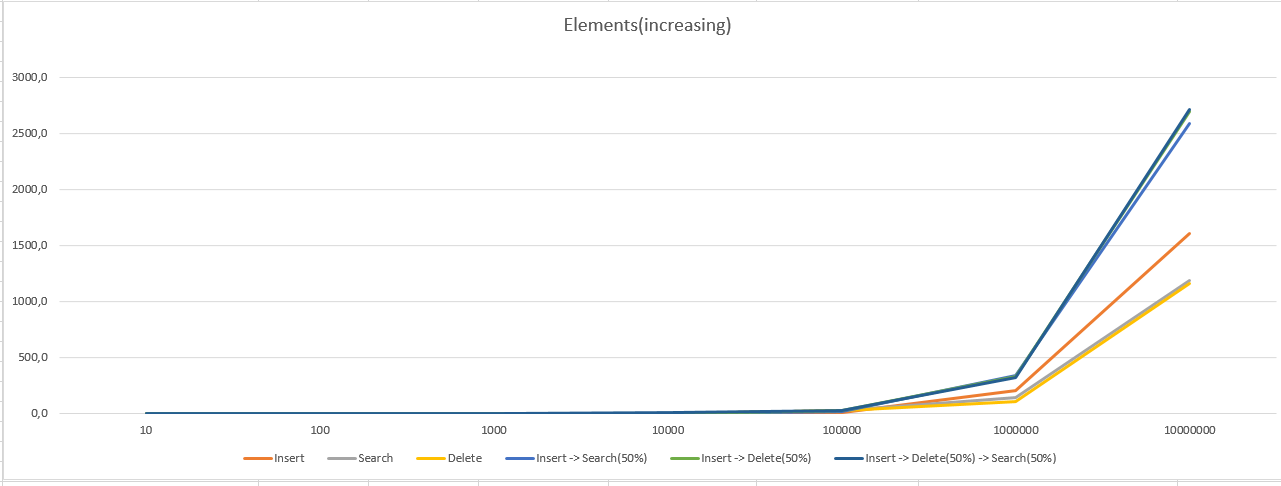 Elements(increasing)
3000,0
2500,0
2000,0
1500,0
1000,0
500,0
0,0
10 100 1000 10000 100000 1000000 10000000
Insert Search Delete Insert -> Search(50%) Insert -> Delete(50%) Insert -> Delete(50%) -> Search(50%)